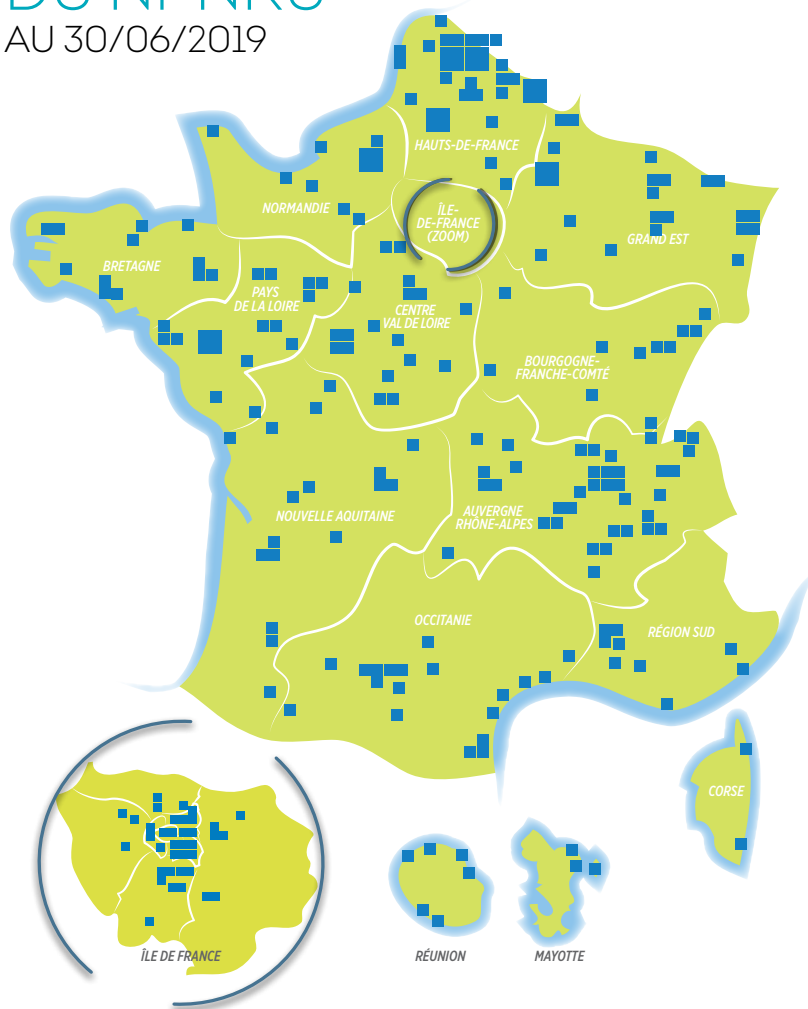 DU NPNRU
AU 30/06/2019
HAUTS-DE-FRANCE
NORMANDIE
ÎLE-
DE-FRANCE
(ZOOM)
GRAND EST
BRETAGNE
PAYS
DE LA LOIRE
CENTRE
VAL DE LOIRE
BOURGOGNE-
FRANCHE-COMTÉ
NOUVELLE AQUITAINE
AUVERGNE
RHÔNE-ALPES
OCCITANIE
RÉGION SUD
CORSE
ÎLE DE FRANCE
RÉUNION
MAYOTTE